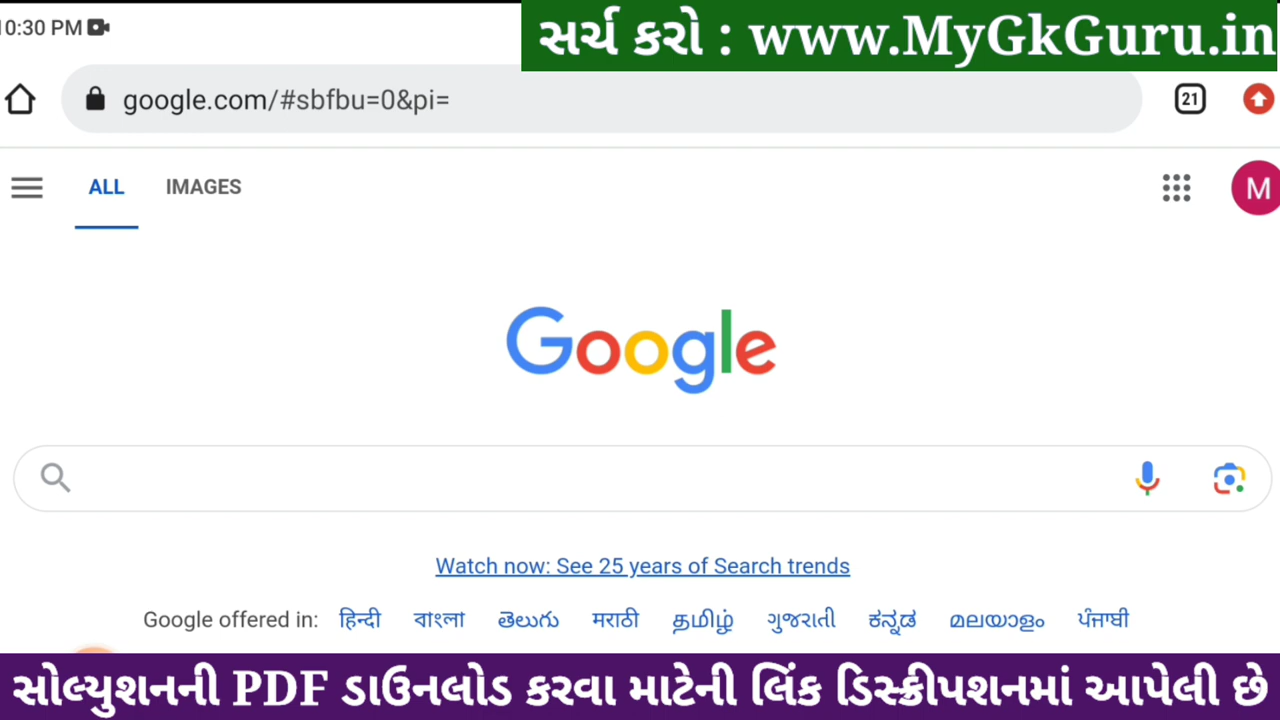 10:30 PM
સર્ચ કરો : www.MyGkGuru.in
google.com/#sbfbu=0&pi=
21
ALL IMAGES
M
Google
Watch now: See 25 years of Search trends
Google offered in: हिन्दी বাংলা తెలుగు मराठी தமிழ் ગુજરાતી ಕನ್ನಡ മലയാളം ਪੰਜਾਬੀ
સોલ્યુશનની PDF ડાઉનલોડ કરવા માટેની લિંક ડિસ્ક્રીપશનમાં આપેલી છે